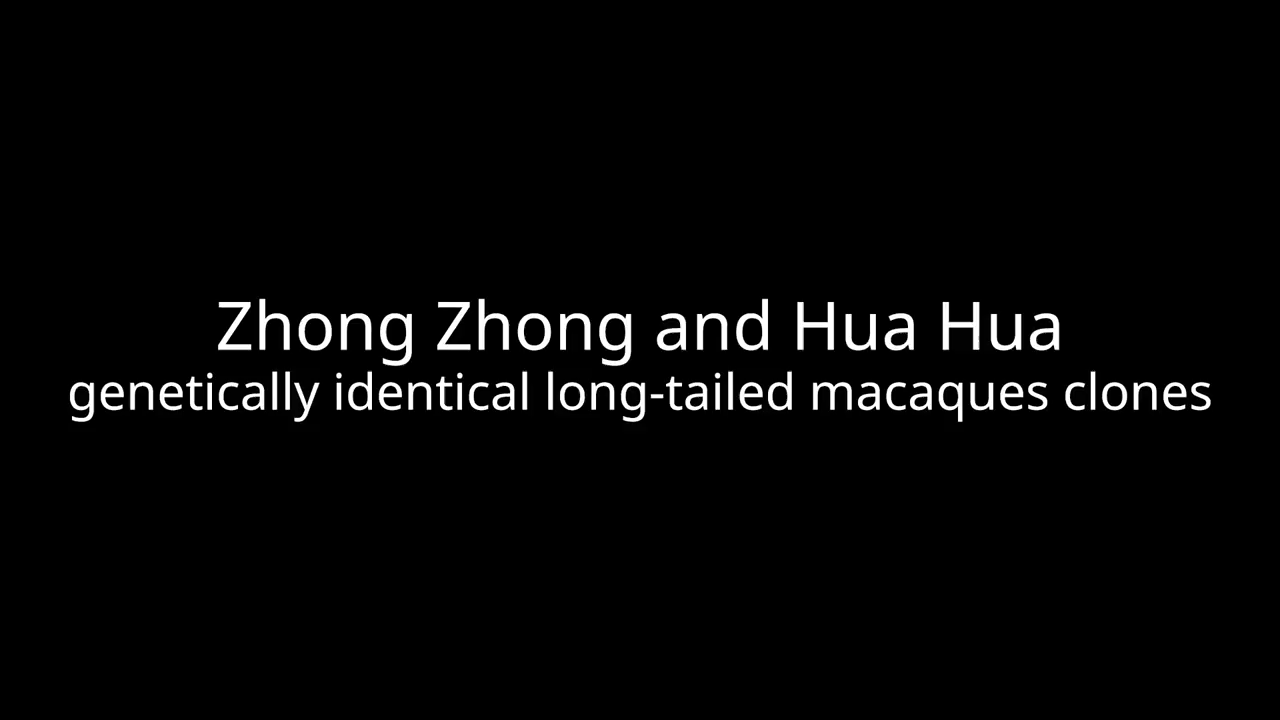 Zhong Zhong and Hua Hua
genetically identical long-tailed macaques clones